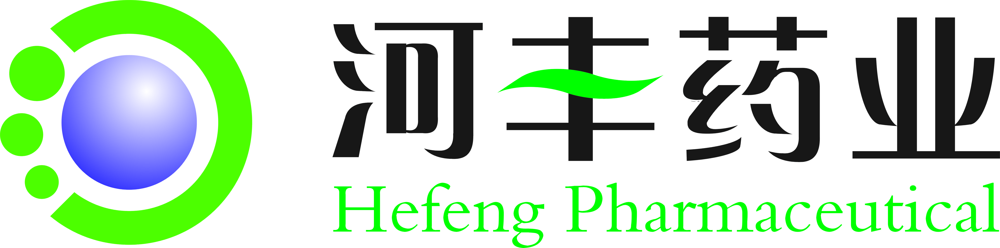 河丰药业
Hefeng Pharmaceutical